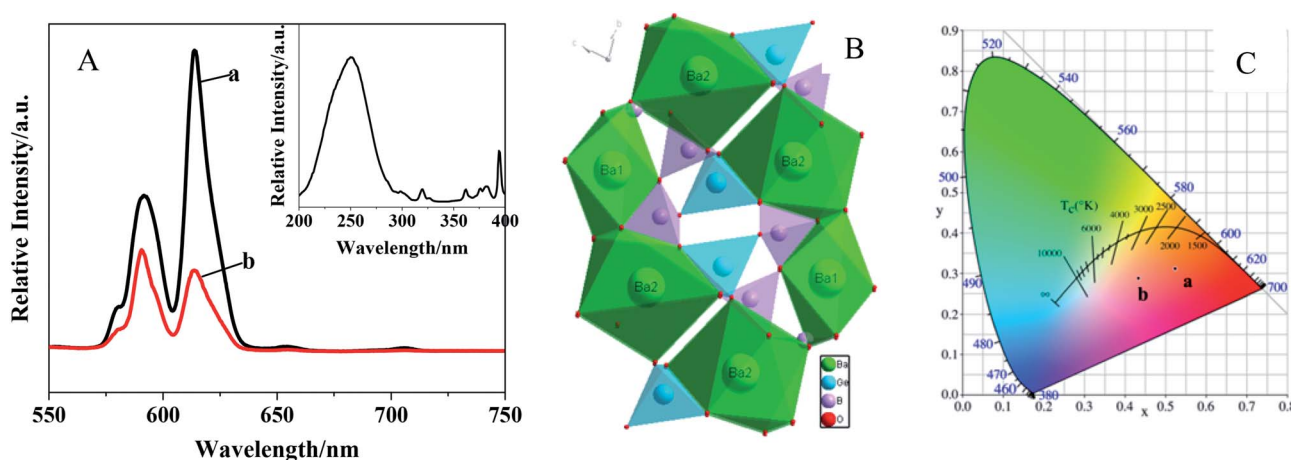 A
a
b
Relative Intensity/a.u.
550 600 650 700 750
Wavelength/nm
Relative Intensity/a.u.
200 250 300 350 400
Wavelength/nm
B
b
c
Ba2
Ba1
Ba2
Ba1
Ba2
Ba2
Ba
Ge
B
O
C
0.9
0.8
0.7
0.6
0.5
y
0.4
0.3
0.2
0.1
0.0
0.0 0.1 0.2 0.3 0.4 0.5 0.6 0.7 0.8
x
520
540
560
500
580
600
620
700
490
480
470
460
380
Tc(°K)
∞
10000
6000
4000
3000
2500
2000
1500
a
b